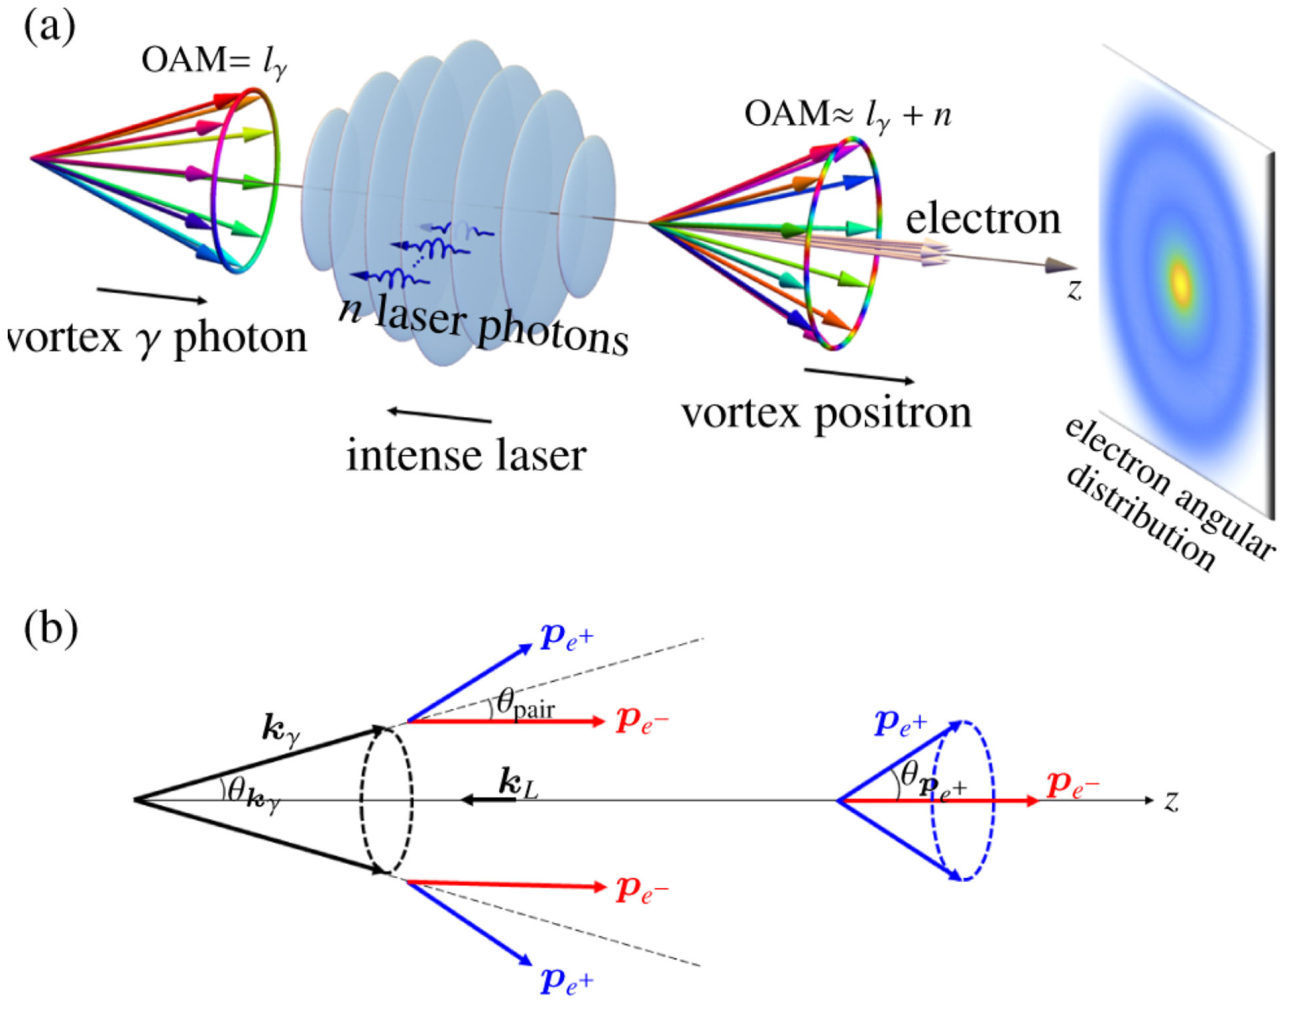 (a)
OAM= lγ
OAM≈ lγ + n
electron
z
n laser photons
vortex γ photon
vortex positron
intense laser
electron angular
distribution
(b)
pe+
θpair
kγ
pe−
pe+
θkγ
kL
θpe+
pe−
z
pe−
pe+